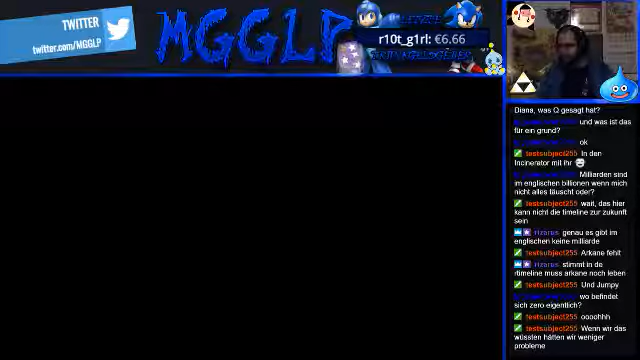 TWITTER
twitter.com/MGGLP
MGGLP
r10t_g1rl: €6.66
Diana, was Q gesagt hat?
und was ist das
für ein grund?
ok
testsubject255 In den
Incinerator mit ihr
Milliarden sind
im englischen billionen wenn mich
nicht alles täuscht oder?
testsubject255 wait, das hier
kann nicht die timeline zur zukunft
sein
rizarus genau es gibt im
englischen keine milliarde
testsubject255 Arkane fehlt
rizarus stimmt in de
rtimeline muss arkane noch leben
testsubject255 Und Jumpy
wo befindet
sich zero eigentlich?
testsubject255 oooohhh
testsubject255 Wenn wir das
wüssten hätten wir weniger
probleme